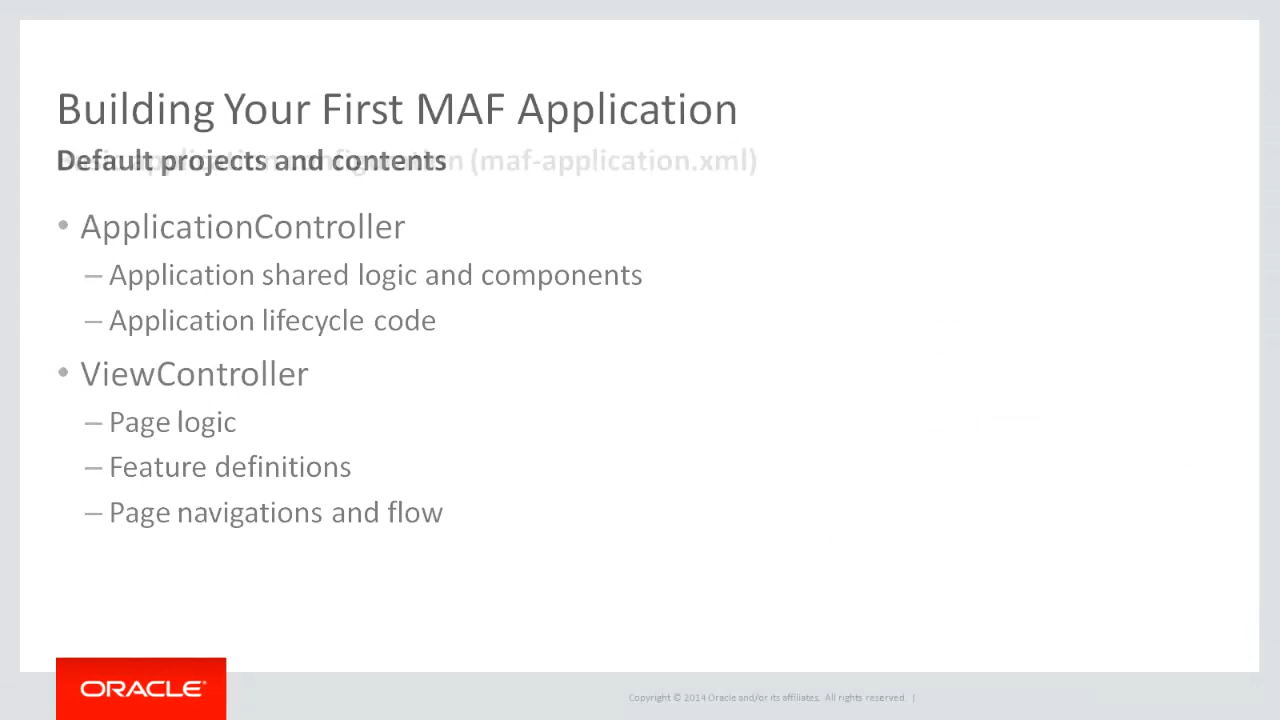 Building Your First MAF Application
Default projects and contents
(maf-application.xml)
• ApplicationController
– Application shared logic and components
– Application lifecycle code
• ViewController
– Page logic
– Feature definitions
– Page navigations and flow
ORACLE®
Copyright © 2014 Oracle and/or its affiliates. All rights reserved. |